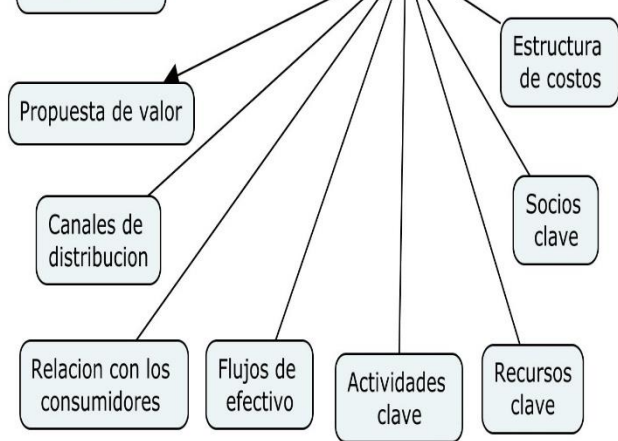 Estructura
de costos
Propuesta de valor
Canales de
distribucion
Socios
clave
Relacion con los
consumidores
Flujos de
efectivo
Actividades
clave
Recursos
clave